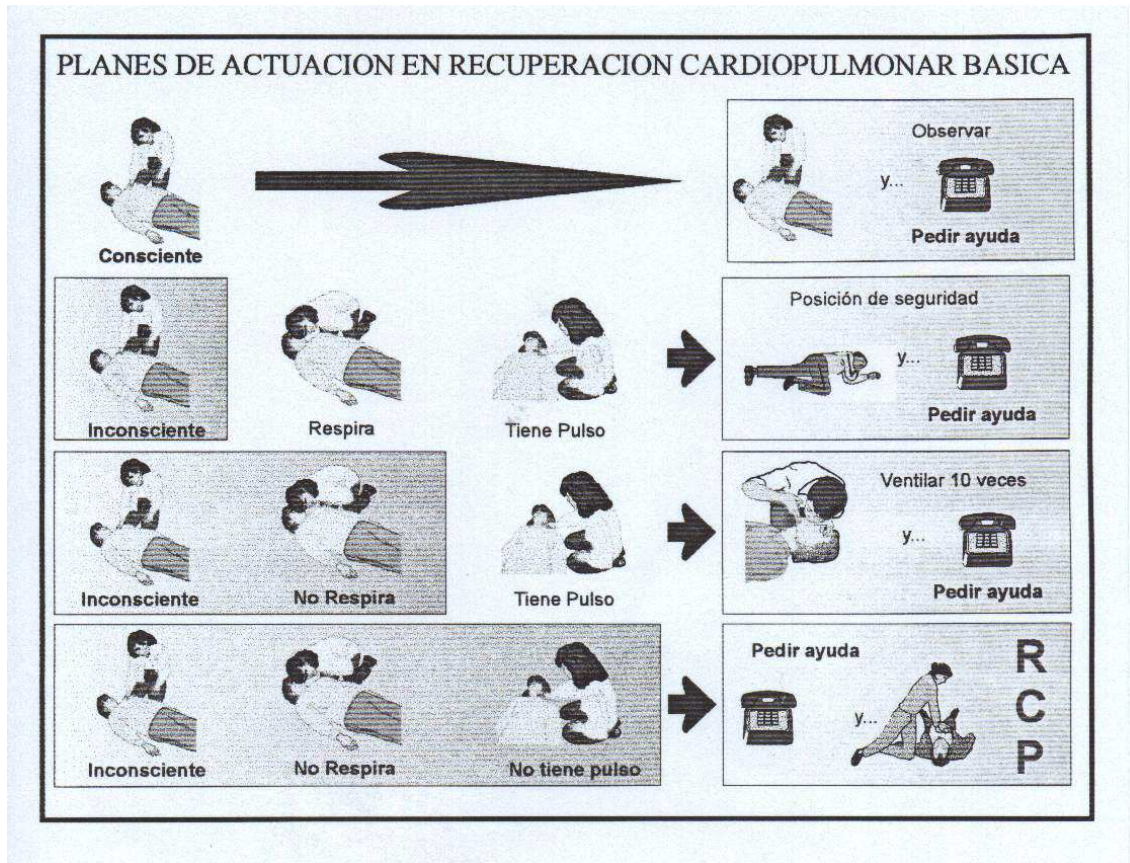 PLANES DE ACTUACION EN RECUPERACION CARDIOPULMONAR BASICA
Observar
y...
Pedir ayuda
Consciente
Posición de seguridad
y...
Pedir ayuda
Inconsciente
Respira
Tiene Pulso
Ventilar 10 veces
y...
Pedir ayuda
Inconsciente
No Respira
Tiene Pulso
Pedir ayuda
y...
R
C
P
Inconsciente
No Respira
No tiene pulso